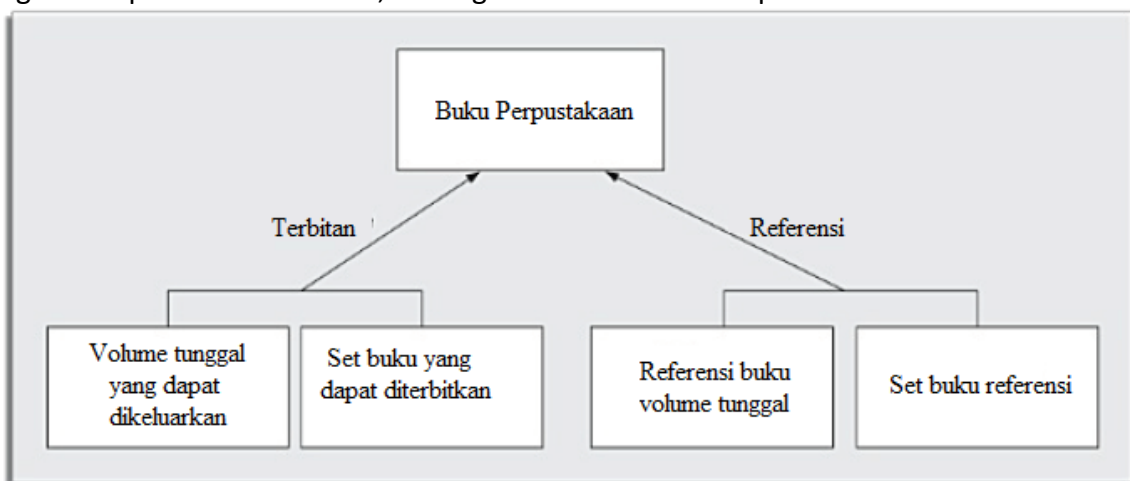 Buku Perpustakaan
Terbitan
Referensi
Volume tunggal
yang dapat
dikeluarkan
Set buku yang
dapat diterbitkan
Referensi buku
volume tunggal
Set buku referensi